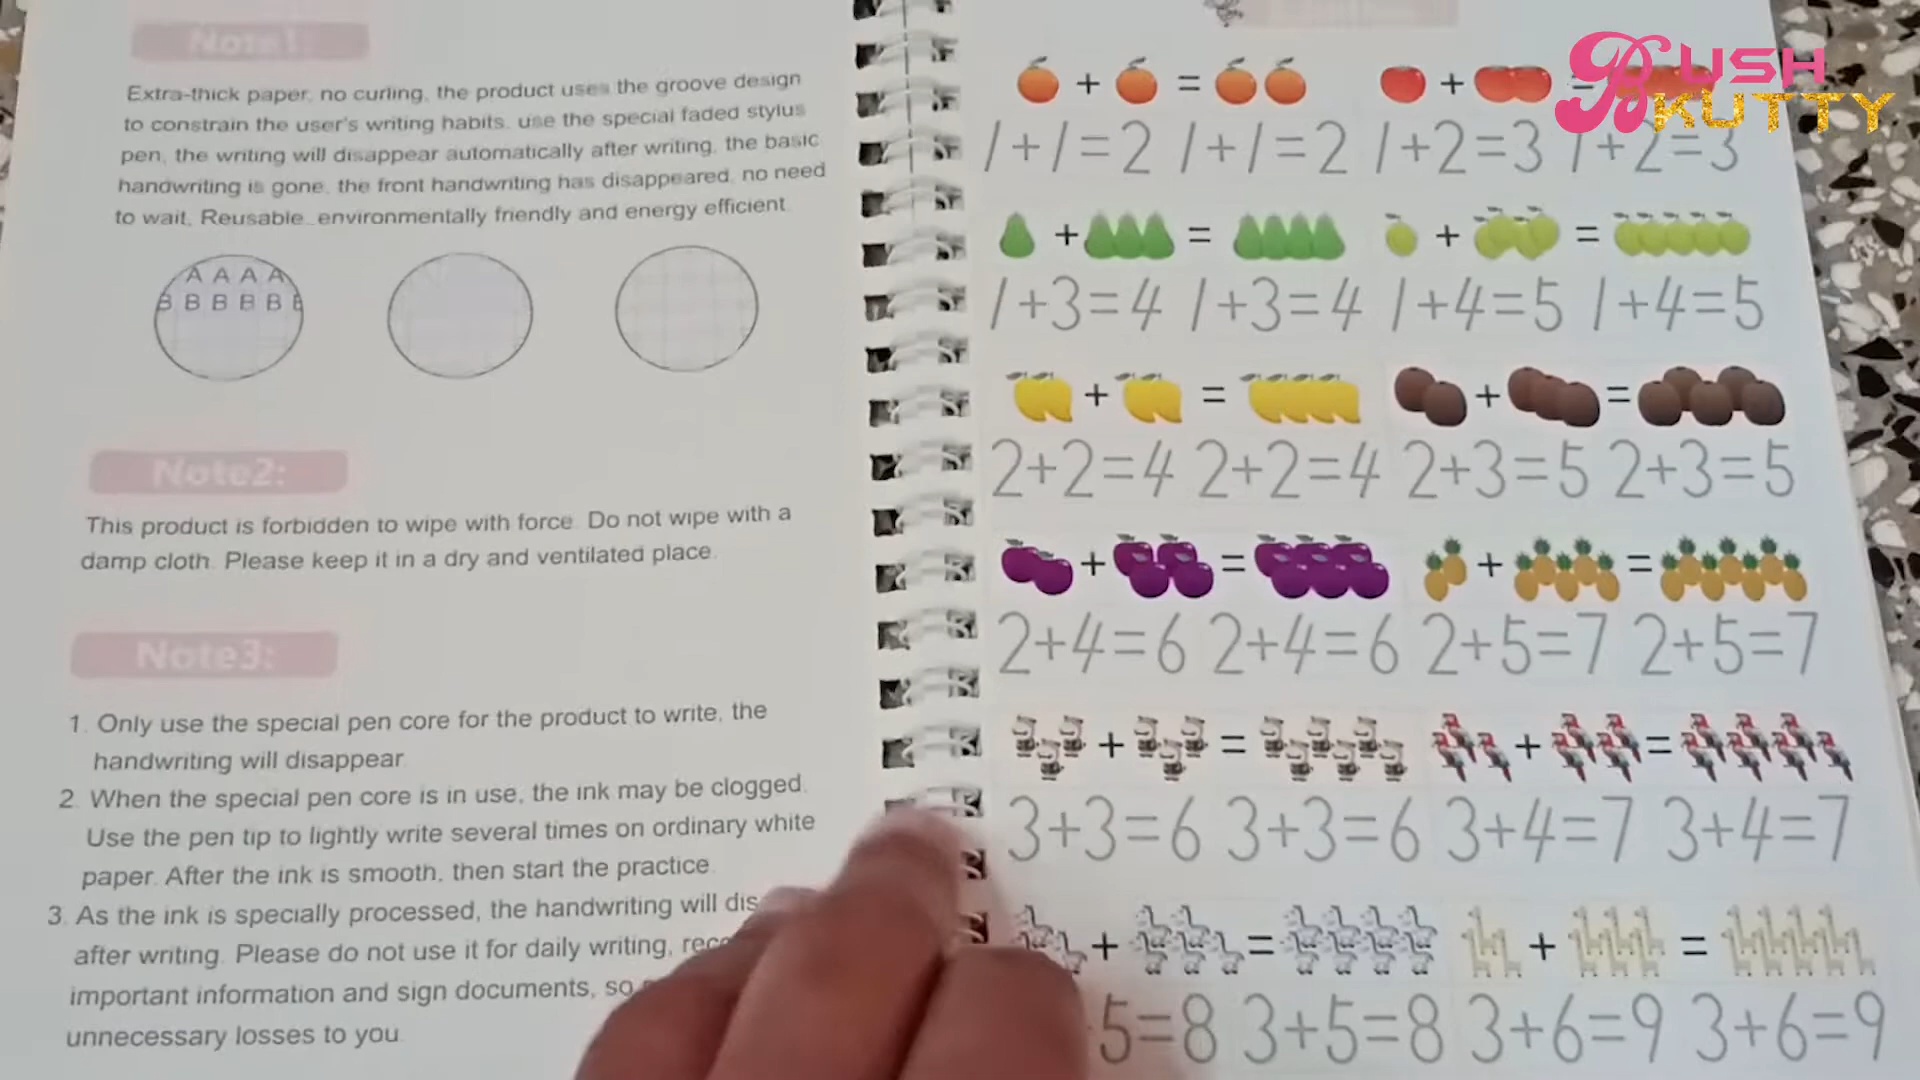 Note1:
Extra-thick paper, no curling, the product uses the groove design
to constrain the user's writing habits, use the special faded stylus
pen, the writing will disappear automatically after writing, the basic
handwriting is gone, the front handwriting has disappeared, no need
to wait, Reusable, environmentally friendly and energy efficient.
A A A A
B B B B B B
Note2:
This product is forbidden to wipe with force. Do not wipe with a
damp cloth. Please keep it in a dry and ventilated place.
Note3:
1. Only use the special pen core for the product to write, the
handwriting will disappear.
2. When the special pen core is in use, the ink may be clogged.
Use the pen tip to lightly write several times on ordinary white
paper. After the ink is smooth, then start the practice.
3. As the ink is specially processed, the handwriting will
after writing. Please do not use it for daily writing,
important information and sign documents, so
unnecessary losses to you.
+ = + =
1+1=2 1+1=2 1+2=3 1+2=3
+ = + =
1+3=4 1+3=4 1+4=5 1+4=5
+ = + =
2+2=4 2+2=4 2+3=5 2+3=5
+ = + =
2+4=6 2+4=6 2+5=7 2+5=7
+ = + =
3+3=6 3+3=6 3+4=7 3+4=7
+ = + =
5=8 3+5=8 3+6=9 3+6=9
BUSH
KUTTY